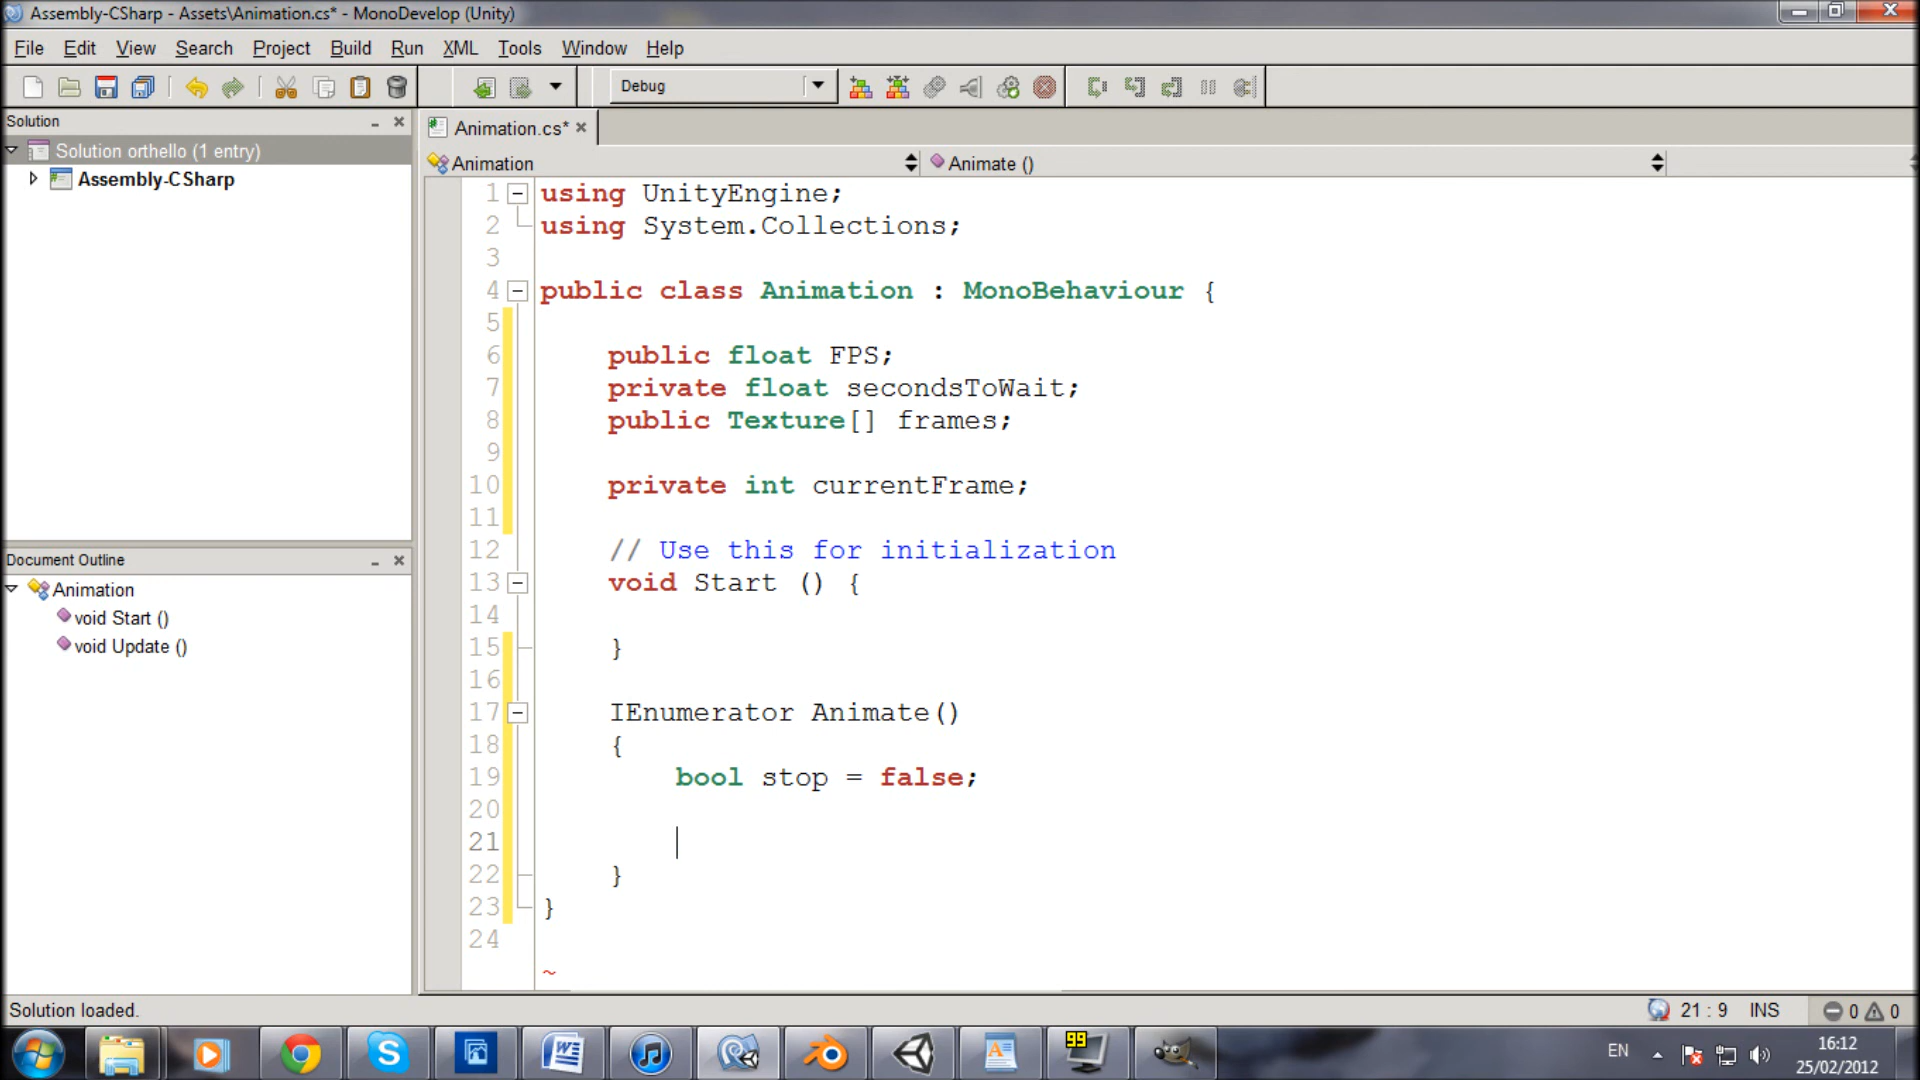 Assembly-CSharp - Assets\Animation.cs* - MonoDevelop (Unity)
File Edit View Search Project Build Run XML Tools Window Help
Debug
Solution
Solution orthello (1 entry)
Assembly-CSharp
Document Outline
Animation
void Start ()
void Update ()
Animation.cs*
Animation
Animate ()
1 using UnityEngine;
2 using System.Collections;
3
4 public class Animation : MonoBehaviour {
5
6 public float FPS;
7 private float secondsToWait;
8 public Texture[] frames;
9
10 private int currentFrame;
11
12 // Use this for initialization
13 void Start () {
14
15 }
16
17 IEnumerator Animate()
18 {
19 bool stop = false;
20
21
22 }
23 }
24
~
Solution loaded.
21 : 9 INS 0 0
99
EN
16:12
25/02/2012